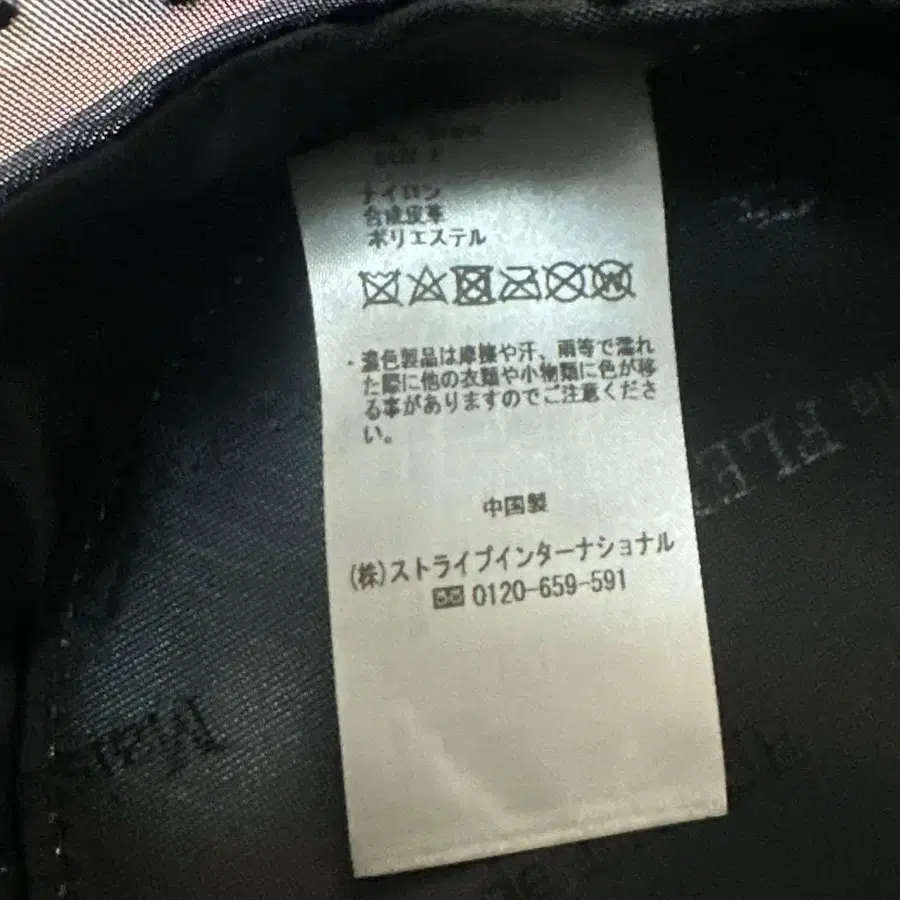 ナイロン
合成皮革
ポリエステル
・濃色製品は摩擦や汗、雨等で濡れ
た際に他の衣類や小物類に色が移
る事がありますのでご注意くださ
い。
中国製
(株)ストライプインターナショナル
0120-659-591